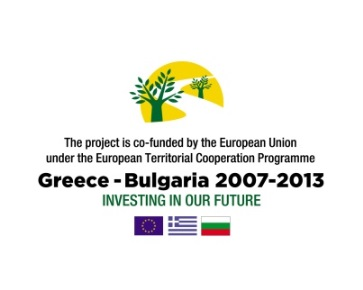 The project is co-funded by the European Union
under the European Territorial Cooperation Programme
Greece - Bulgaria 2007-2013
INVESTING IN OUR FUTURE